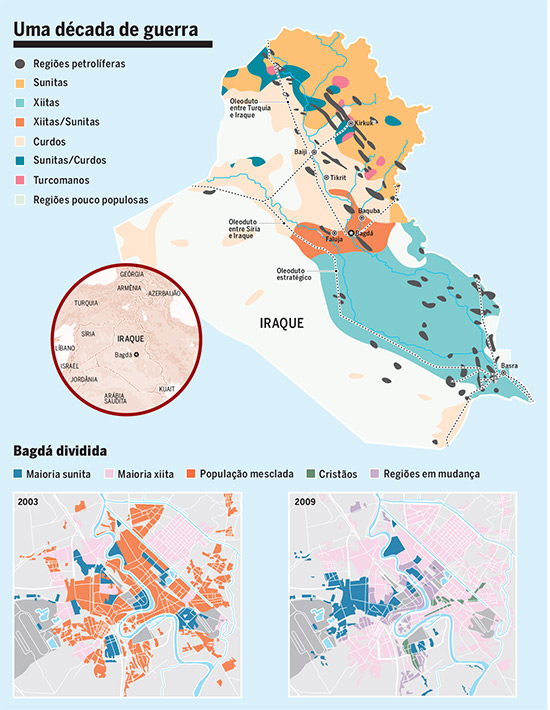 Uma década de guerra
Regiões petrolíferas
Sunitas
Xiitas
Xiitas/Sunitas
Curdos
Sunitas/Curdos
Turcomanos
Regiões pouco populosas
Oleoduto
entre Turquia
e Iraque
Kirkuk
Baiji
Tikrit
Baquba
Oleoduto
entre Síria
e Iraque
Faluja
Bagdá
Oleoduto
estratégico
IRAQUE
Basra
GEÓRGIA
ARMÊNIA
AZERBAIJÃO
TURQUIA
SÍRIA
IRAQUE
LÍBANO
Bagdá
ISRAEL
JORDÂNIA
KUAIT
ARÁBIA
SAUDITA
Bagdá dividida
Maioria sunita
Maioria xiita
População mesclada
Cristãos
Regiões em mudança
2003
2009